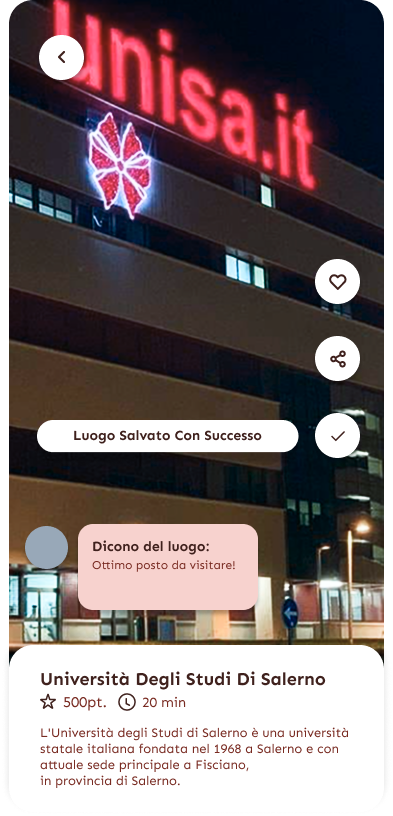 unisa.it
Luogo Salvato Con Successo
Dicono del luogo:
Ottimo posto da visitare!
Università Degli Studi Di Salerno
500pt. 20 min
L'Università degli Studi di Salerno è una università
statale italiana fondata nel 1968 a Salerno e con
attuale sede principale a Fisciano,
in provincia di Salerno.